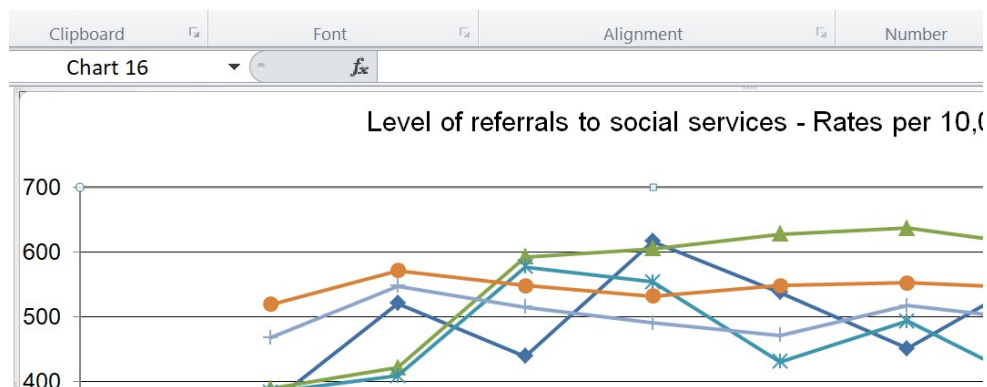 Clipboard Font Alignment Number
Chart 16 fx
Level of referrals to social services - Rates per 10,
700
600
500
400